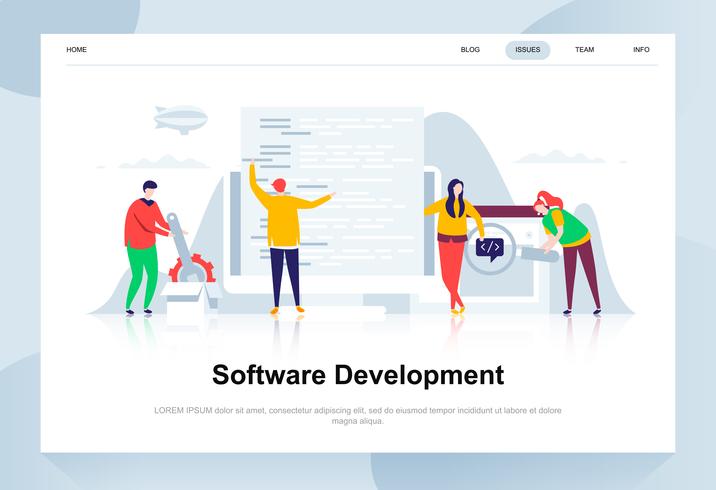 HOME BLOG ISSUES TEAM INFO
</>
Software Development
LOREM IPSUM dolor sit amet, consectetur adipiscing elit, sed do eiusmod tempor incididunt ut labore et dolore
magna aliqua.